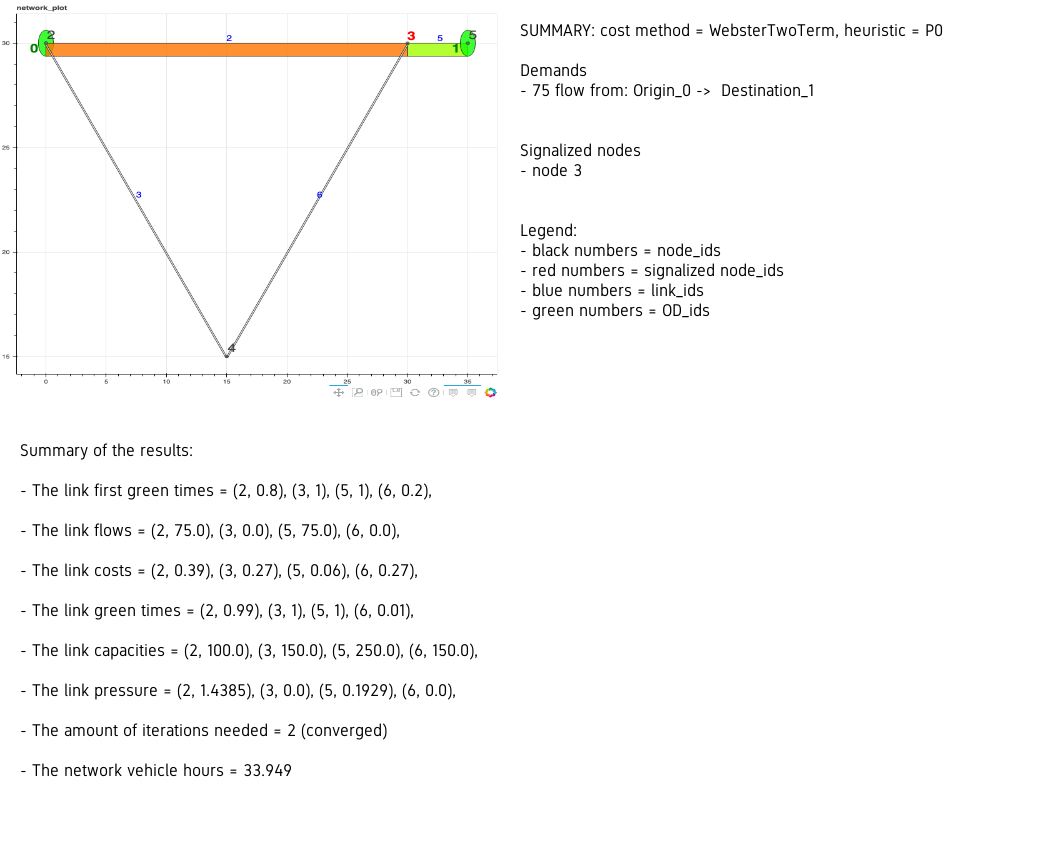 network_plot
2
2
3
5
5
30
0
1
25
3
6
20
15
4
0
5
10
15
20
25
30
35
SUMMARY: cost method = WebsterTwoTerm, heuristic = P0
Demands
- 75 flow from: Origin_0 -> Destination_1
Signalized nodes
- node 3
Legend:
- black numbers = node_ids
- red numbers = signalized node_ids
- blue numbers = link_ids
- green numbers = OD_ids
Summary of the results:
- The link first green times = (2, 0.8), (3, 1), (5, 1), (6, 0.2),
- The link flows = (2, 75.0), (3, 0.0), (5, 75.0), (6, 0.0),
- The link costs = (2, 0.39), (3, 0.27), (5, 0.06), (6, 0.27),
- The link green times = (2, 0.99), (3, 1), (5, 1), (6, 0.01),
- The link capacities = (2, 100.0), (3, 150.0), (5, 250.0), (6, 150.0),
- The link pressure = (2, 1.4385), (3, 0.0), (5, 0.1929), (6, 0.0),
- The amount of iterations needed = 2 (converged)
- The network vehicle hours = 33.949